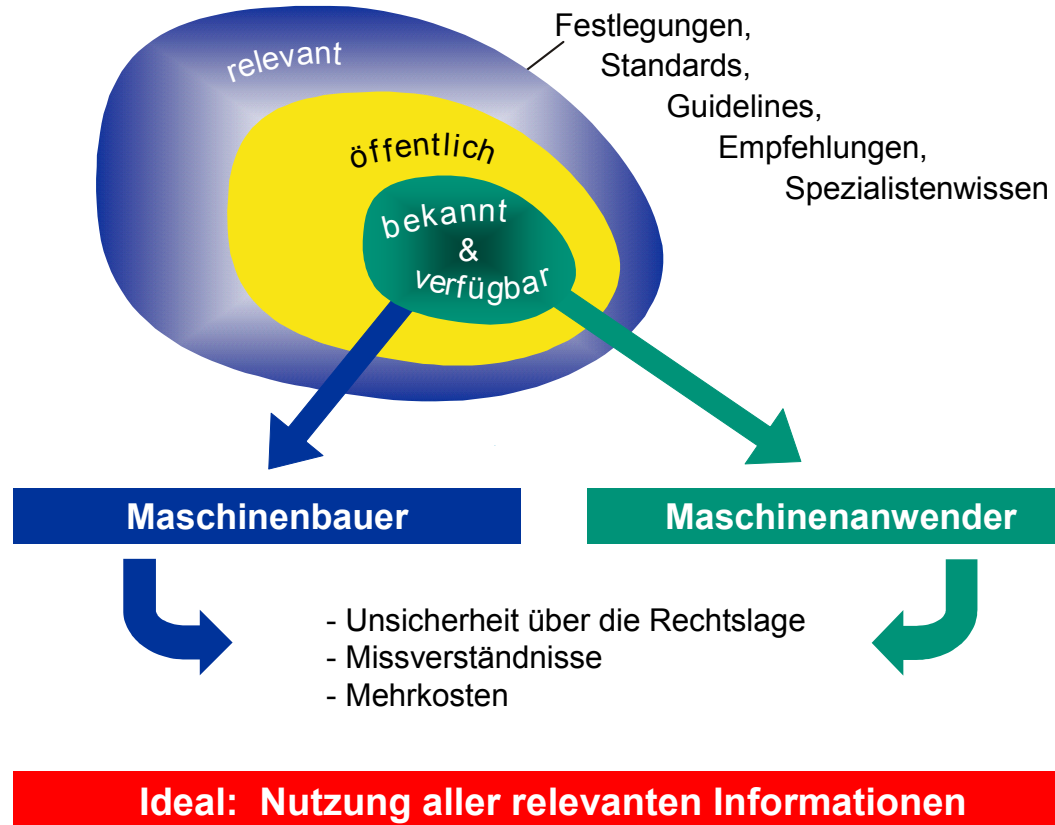 Festlegungen,
Standards,
Guidelines,
Empfehlungen,
Spezialistenwissen
relevant
öffentlich
bekannt
&
verfügbar
Maschinenbauer
Maschinenanwender
- Unsicherheit über die Rechtslage
- Missverständnisse
- Mehrkosten
Ideal: Nutzung aller relevanten Informationen